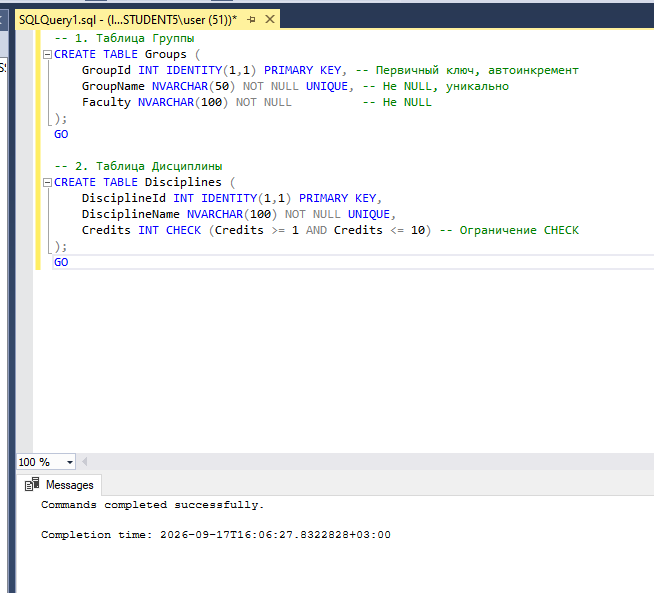 SQLQuery1.sql - (l...STUDENT5\user (51))*
-- 1. Таблица Группы
CREATE TABLE Groups (
GroupId INT IDENTITY(1,1) PRIMARY KEY, -- Первичный ключ, автоинкремент
GroupName NVARCHAR(50) NOT NULL UNIQUE, -- Не NULL, уникально
Faculty NVARCHAR(100) NOT NULL -- Не NULL
);
GO
-- 2. Таблица Дисциплины
CREATE TABLE Disciplines (
DisciplineId INT IDENTITY(1,1) PRIMARY KEY,
DisciplineName NVARCHAR(100) NOT NULL UNIQUE,
Credits INT CHECK (Credits >= 1 AND Credits <= 10) -- Ограничение CHECK
);
GO
100 %
Messages
Commands completed successfully.
Completion time: 2026-09-17T16:06:27.8322828+03:00